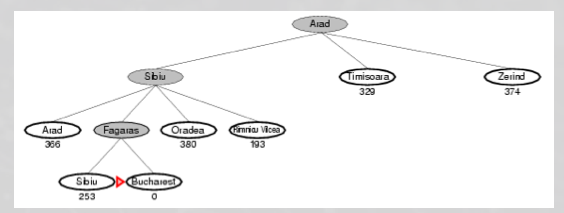 Arad
Sibiu Timisoara Zerind
329 374
Arad Fagaras Oradea Rimnicu Vilcea
366 380 193
Sibiu Bucharest
253 0